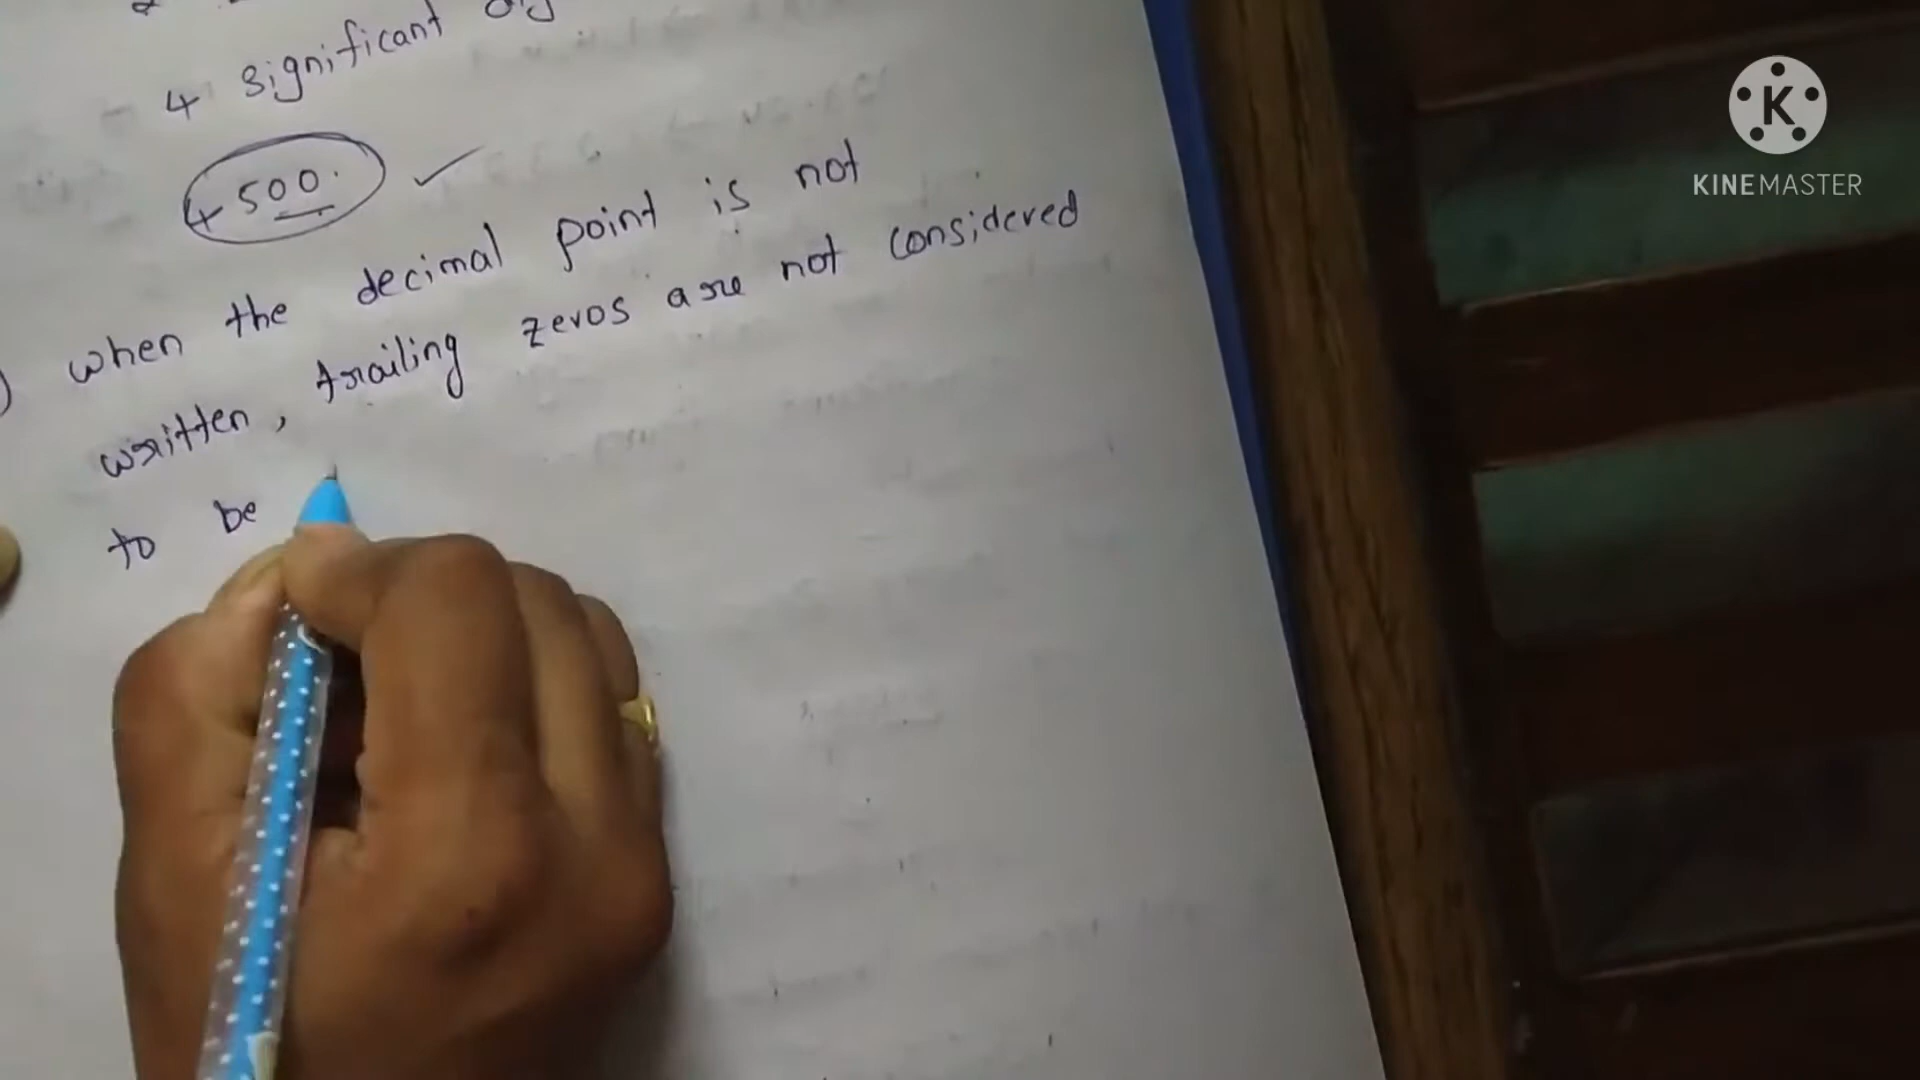 4 significant
4500.
when the decimal point is not
written, trailing zeros are not considered
to be
K
KINEMASTER